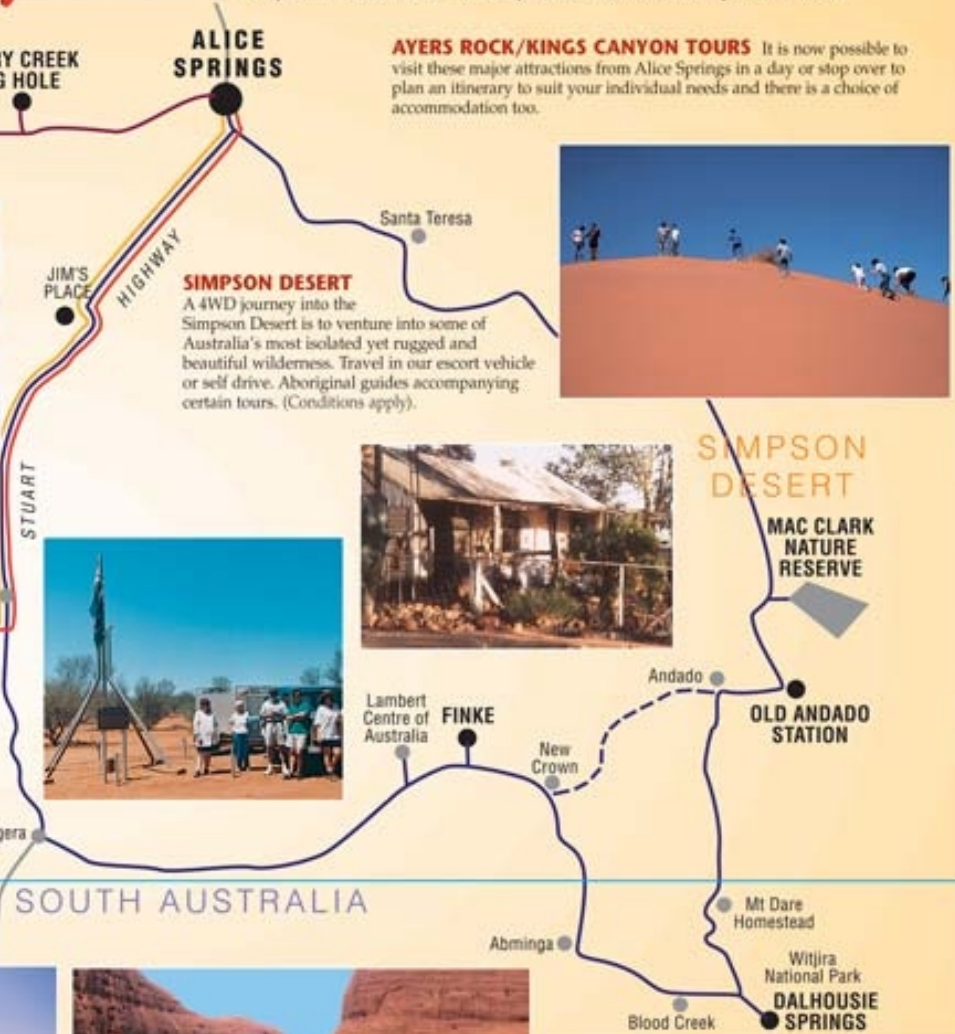 ALICE
SPRINGS
RY CREEK
G HOLE
AYERS ROCK/KINGS CANYON TOURS It is now possible to
visit these major attractions from Alice Springs in a day or stop over to
plan an itinerary to suit your individual needs and there is a choice of
accommodation too.
Santa Teresa
HIGHWAY
JIM'S
PLACE
SIMPSON DESERT
A 4WD journey into the
Simpson Desert is to venture into some of
Australia's most isolated yet rugged and
beautiful wilderness. Travel in our escort vehicle
or self drive. Aboriginal guides accompanying
certain tours. (Conditions apply).
SIMPSON
DESERT
STUART
MAC CLARK
NATURE
RESERVE
Andado
OLD ANDADO
STATION
Lambert
Centre of
Australia
FINKE
New
Crown
gera
SOUTH AUSTRALIA
Mt Dare
Homestead
Abminga
Witjira
National Park
DALHOUSIE
SPRINGS
Blood Creek